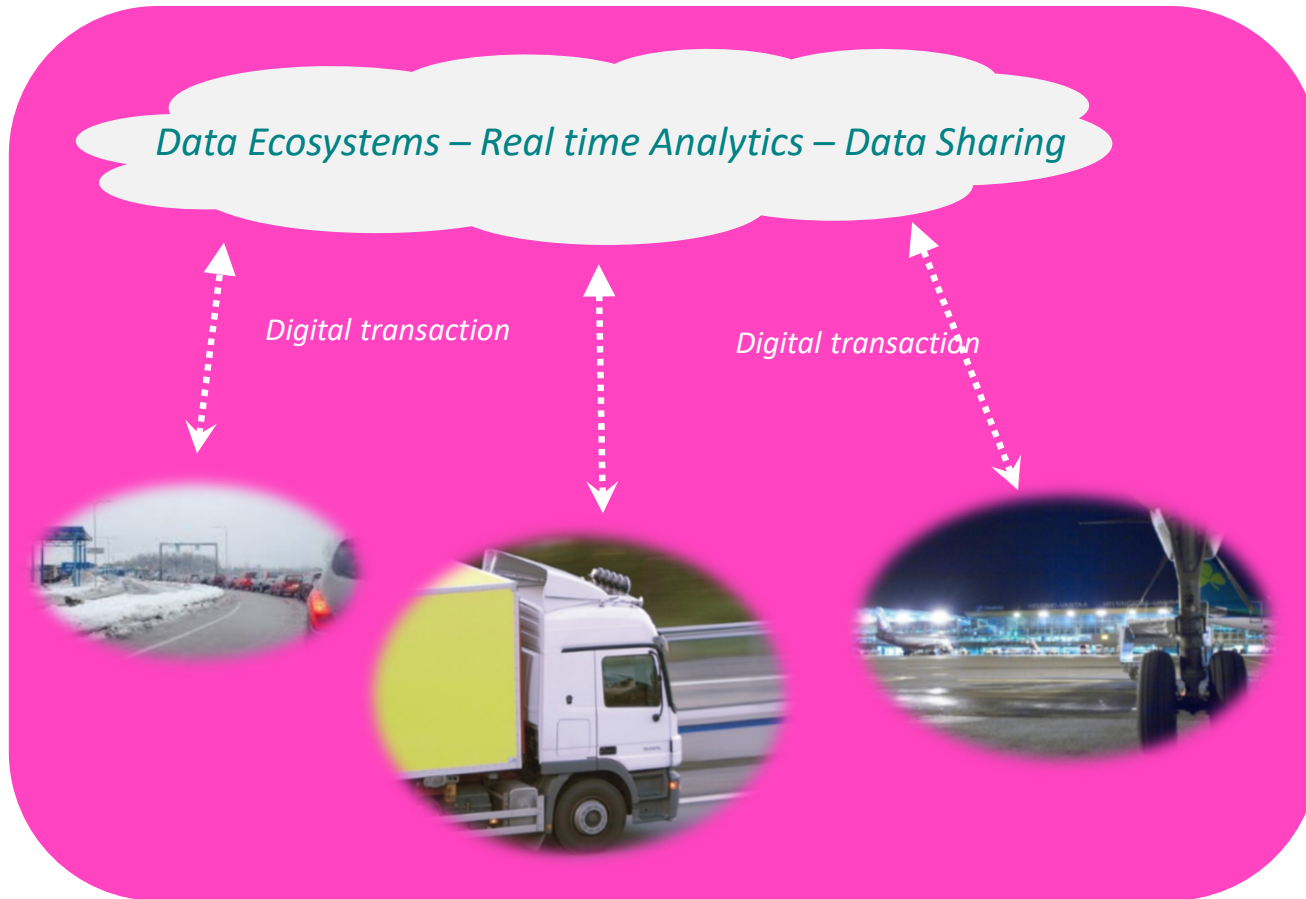 Data Ecosystems – Real time Analytics – Data Sharing
Digital transaction
Digital transaction